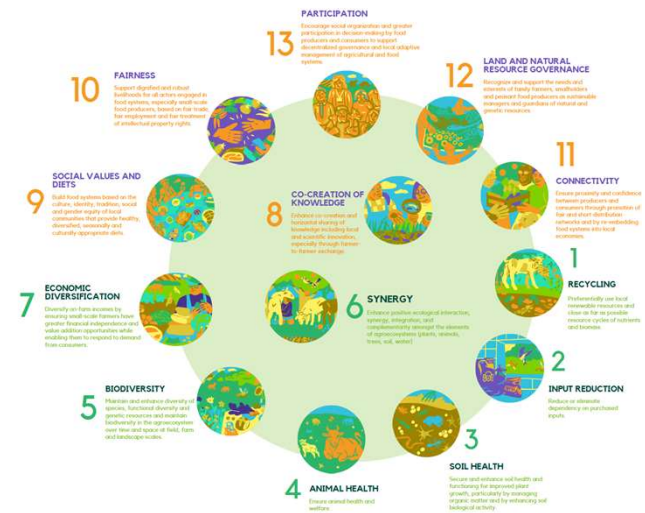 PARTICIPATION
13
Encourage social organization and greater
participation in decision-making by food
producers and consumers to support
decentralized governance and local adaptive
management of agricultural and food
systems.
LAND AND NATURAL
RESOURCE GOVERNANCE
12
Recognize and support the needs and
interests of family farmers, smallholders
and peasant food producers as sustainable
managers and guardians of natural and
genetic resources.
11
CONNECTIVITY
Ensure proximity and confidence
between producers and
consumers through promotion of
fair and short distribution
networks and by re-embedding
food systems into local
economies.
10
FAIRNESS
Support dignified and robust
livelihoods for all actors engaged in
food systems, especially small-scale
food producers, based on fair trade,
fair employment and fair treatment
of intellectual property rights.
9
SOCIAL VALUES AND
DIETS
Build food systems based on the
culture, identity, tradition, social
and gender equity of local
communities that provide healthy,
diversified, seasonally and
culturally appropriate diets.
8
CO-CREATION OF
KNOWLEDGE
Enhance co-creation and
horizontal sharing of
knowledge including local
and scientific innovation,
especially through farmer-
to-farmer exchange.
1
RECYCLING
Preferentially use local
renewable resources and
close as far as possible
resource cycles of nutrients
and biomass.
7
ECONOMIC
DIVERSIFICATION
Diversify on-farm incomes by
ensuring small-scale farmers have
greater financial independence and
value addition opportunities while
enabling them to respond to demand
from consumers.
6
SYNERGY
Enhance positive ecological interaction,
synergy, integration, and
complementarity amongst the elements
of agroecosystems (plants, animals,
trees, soil, water)
2
INPUT REDUCTION
Reduce or eliminate
dependency on purchased
inputs
5
BIODIVERSITY
Maintain and enhance diversity of
species, functional diversity and
genetic resources and maintain
biodiversity in the agroecosystem
over time and space at field, farm
and landscape scales.
3
SOIL HEALTH
Secure and enhance soil health and
functioning for improved plant
growth, particularly by managing
organic matter and by enhancing soil
biological activity.
4
ANIMAL HEALTH
Ensure animal health and
welfare.